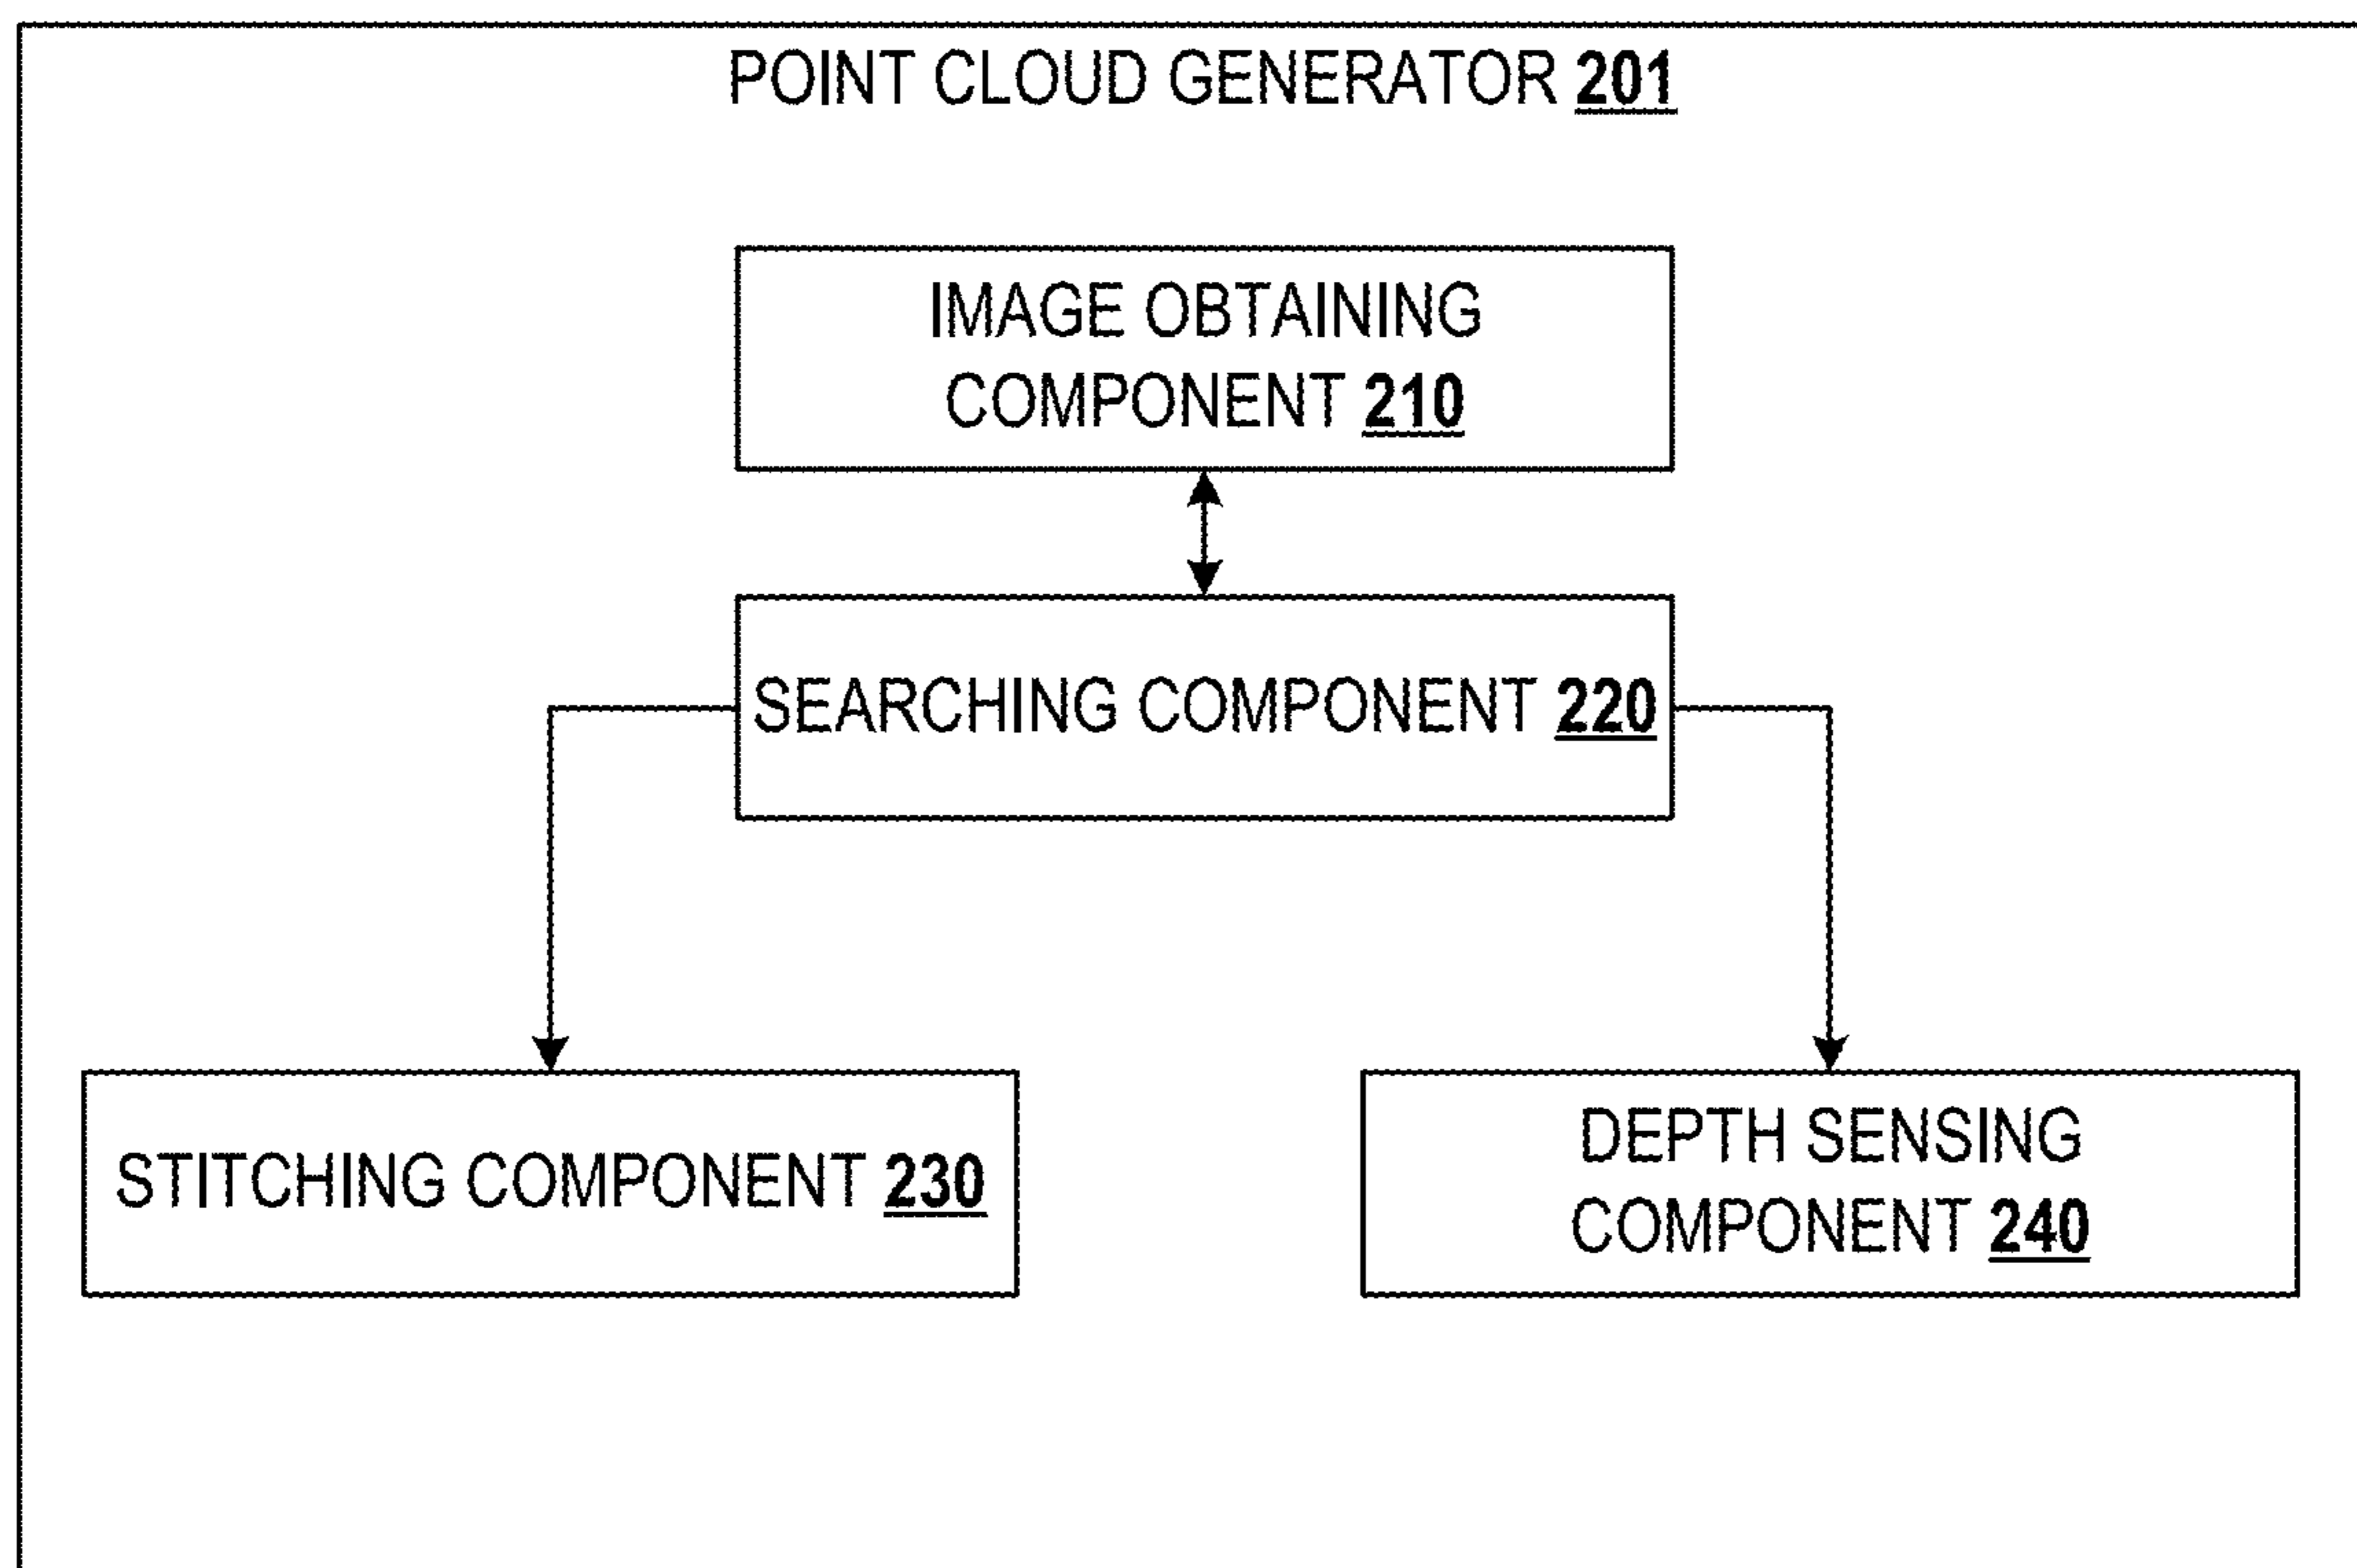 POINT CLOUD GENERATOR 201
IMAGE OBTAINING
COMPONENT 210
SEARCHING COMPONENT 220
STITCHING COMPONENT 230
DEPTH SENSING
COMPONENT 240